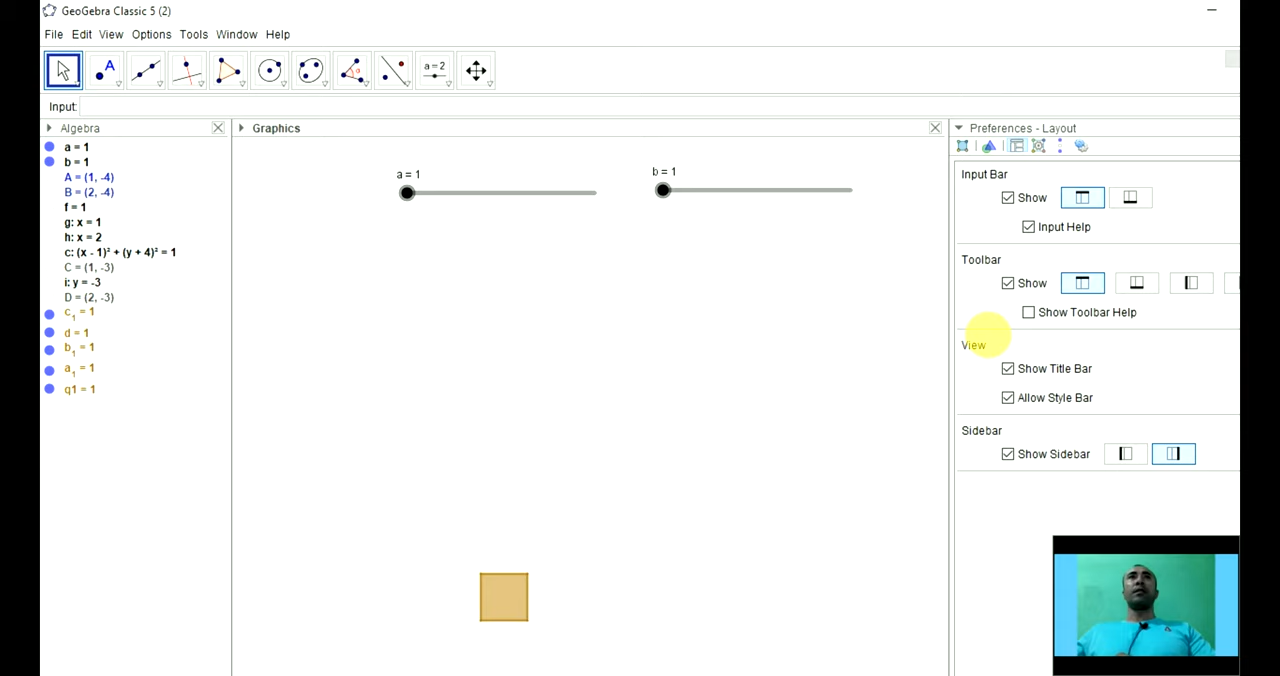 GeoGebra Classic 5 (2)
File Edit View Options Tools Window Help
A
a = 2
Input:
Algebra
Graphics
Preferences - Layout
a = 1
b = 1
A = (1, -4)
B = (2, -4)
f = 1
g: x = 1
h: x = 2
c: (x - 1)² + (y + 4)² = 1
C = (1, -3)
i: y = -3
D = (2, -3)
c₁ = 1
d = 1
b₁ = 1
a₁ = 1
q1 = 1
a = 1
b = 1
Input Bar
Show
Input Help
Toolbar
Show
Show Toolbar Help
View
Show Title Bar
Allow Style Bar
Sidebar
Show Sidebar